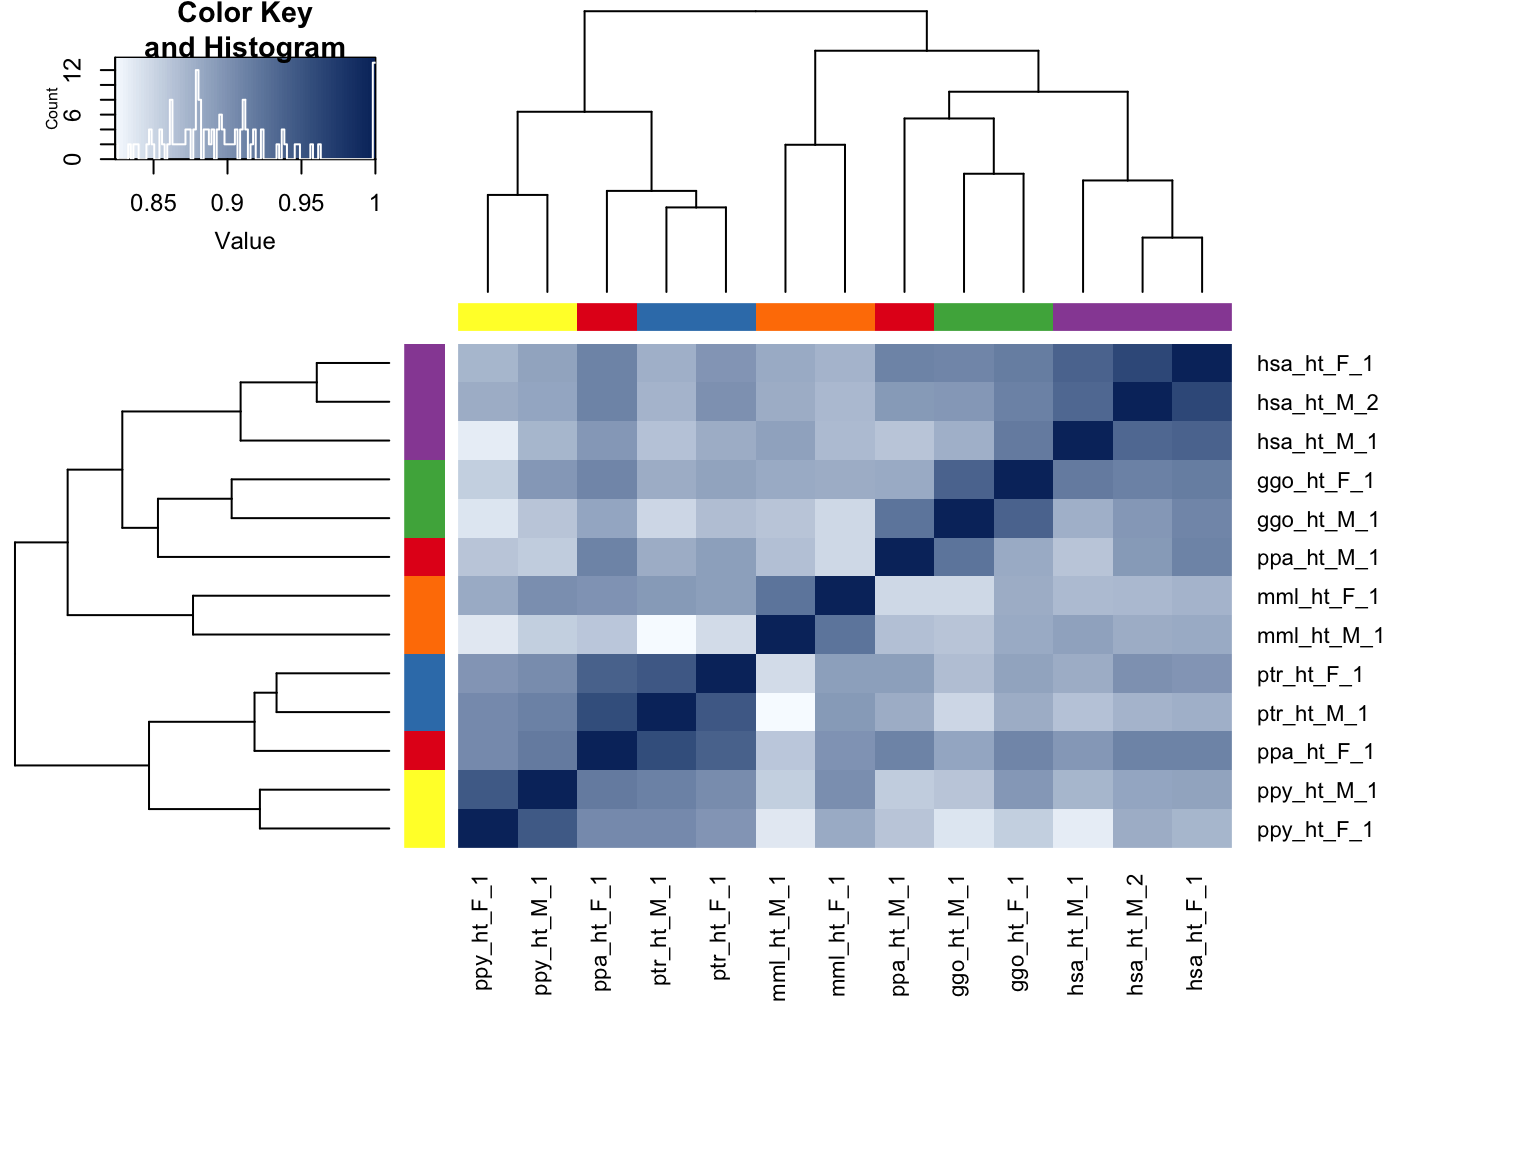 Color Key
and Histogram
Count
12
6
0
0.85 0.9 0.95 1
Value
hsa_ht_F_1
hsa_ht_M_2
hsa_ht_M_1
ggo_ht_F_1
ggo_ht_M_1
ppa_ht_M_1
mml_ht_F_1
mml_ht_M_1
ptr_ht_F_1
ptr_ht_M_1
ppa_ht_F_1
ppy_ht_M_1
ppy_ht_F_1
ppy_ht_F_1
ppy_ht_M_1
ppa_ht_F_1
ptr_ht_M_1
ptr_ht_F_1
mml_ht_M_1
mml_ht_F_1
ppa_ht_M_1
ggo_ht_M_1
ggo_ht_F_1
hsa_ht_M_1
hsa_ht_M_2
hsa_ht_F_1